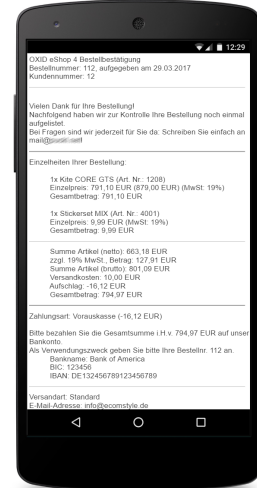 12:29
OXID eShop 4 Bestellbestätigung
Bestellnummer: 112, aufgegeben am 29.03.2017
Kundennummer: 12
Vielen Dank für Ihre Bestellung!
Nachfolgend haben wir zur Kontrolle Ihre Bestellung noch einmal
aufgelistet.
Bei Fragen sind wir jederzeit für Sie da: Schreiben Sie einfach an
mail@
Einzelheiten Ihrer Bestellung:
1x Kite CORE GTS (Art. Nr.: 1208)
Einzelpreis: 791,10 EUR (879,00 EUR) (MwSt: 19%)
Gesamtbetrag: 791,10 EUR
1x Stickerset MIX (Art. Nr.: 4001)
Einzelpreis: 9,99 EUR (MwSt: 19%)
Gesamtbetrag: 9,99 EUR
Summe Artikel (netto): 663,18 EUR
zzgl. 19% MwSt., Betrag: 127,91 EUR
Summe Artikel (brutto): 801,09 EUR
Versandkosten: 10,00 EUR
Aufschlag: -16,12 EUR
Gesamtbetrag: 794,97 EUR
Zahlungsart: Vorauskasse (-16,12 EUR)
Bitte bezahlen Sie die Gesamtsumme i.H.v. 794,97 EUR auf unser
Bankonto.
Als Verwendungszweck geben Sie bitte Ihre Bestellnr. 112 an.
Bankname: Bank of America
BIC: 123456
IBAN: DE132456789123456789
Versandart: Standard
E-Mail-Adresse: info@ecomstyle.de